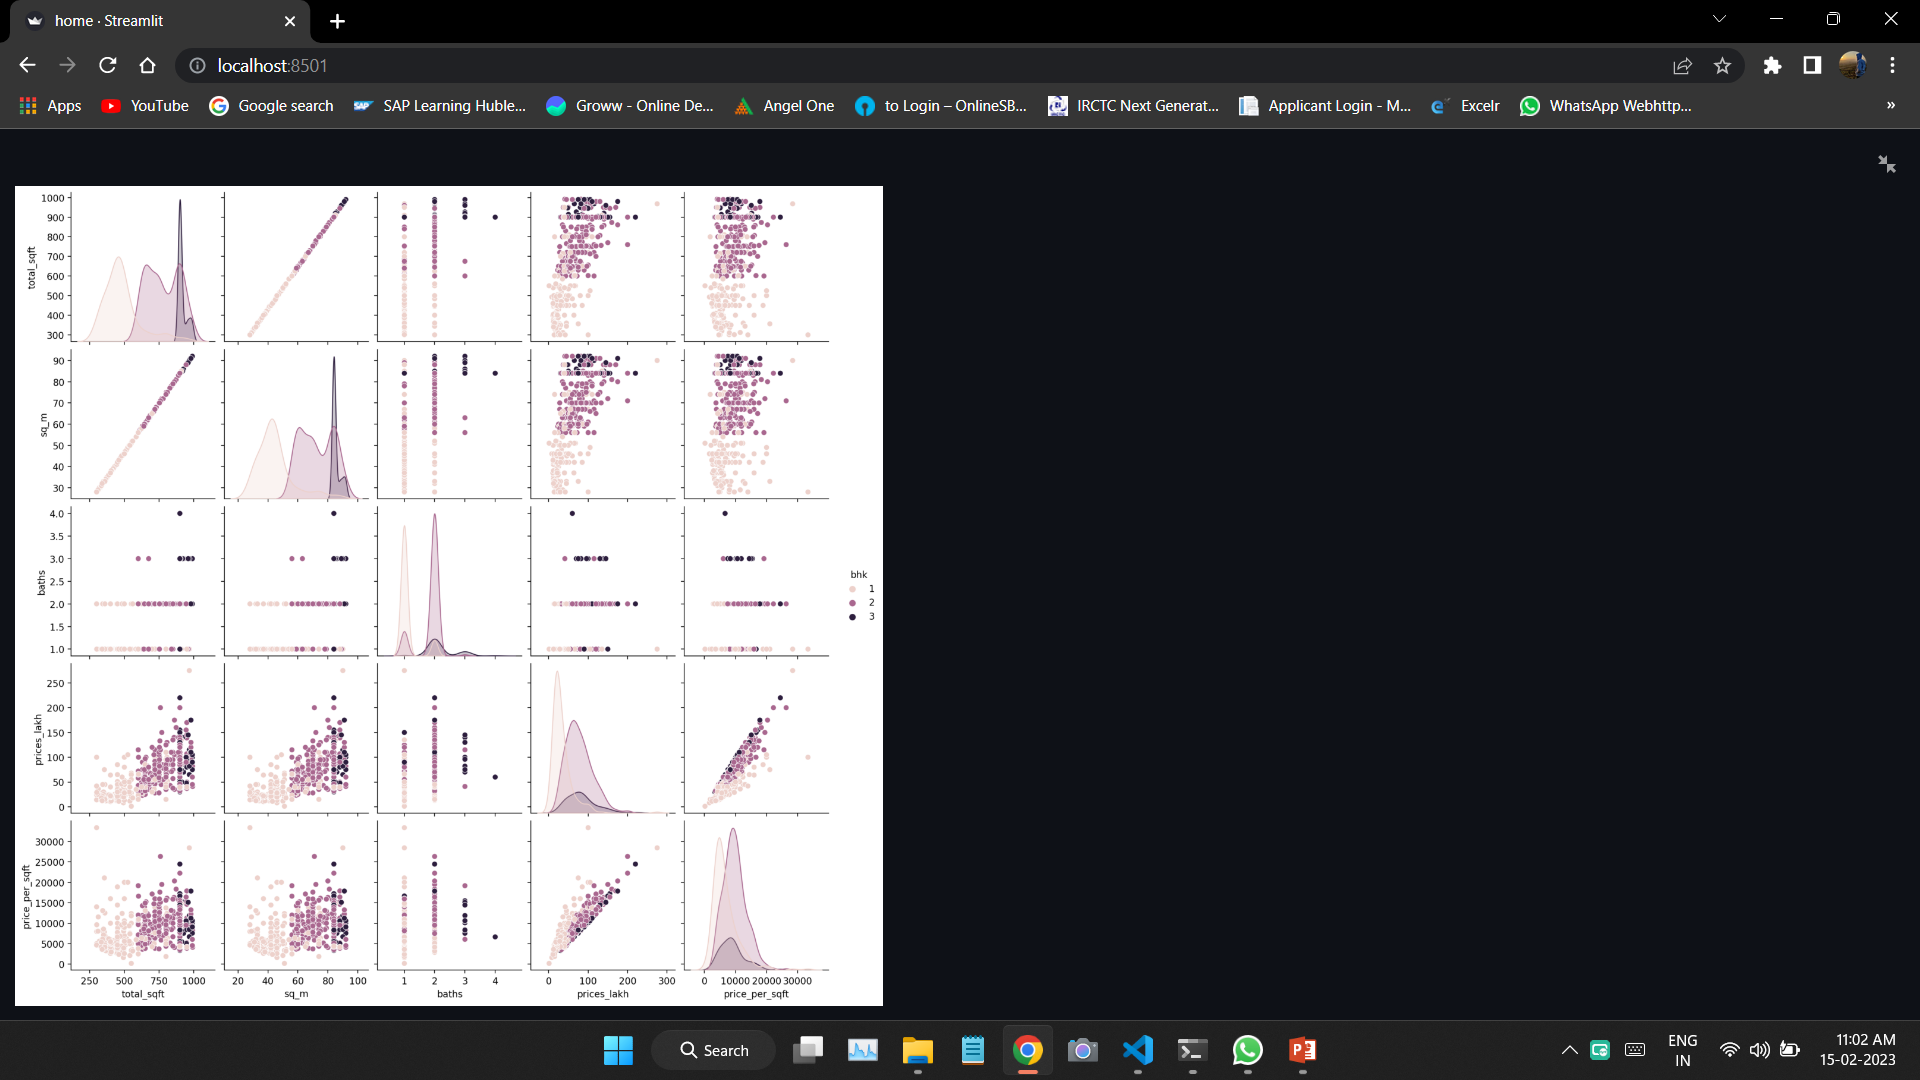 home · Streamlit
localhost:8501
Apps YouTube Google search SAP Learning Huble... Groww - Online De... Angel One to Login – OnlineSB... IRCTC Next Generat... Applicant Login - M... Excelr WhatsApp Webhttp... »
1000
900
800
700
600
500
400
300
total_sqft
90
80
70
60
50
40
30
sq_m
4.0
3.5
3.0
2.5
2.0
1.5
1.0
baths
bhk
1
2
3
250
200
150
100
50
0
prices_lakh
30000
25000
20000
15000
10000
5000
0
price_per_sqft
250 500 750 1000 20 40 60 80 100 1 2 3 4 0 100 200 300 0 10000 20000 30000
total_sqft sq_m baths prices_lakh price_per_sqft
Search
ENG
IN
11:02 AM
15-02-2023